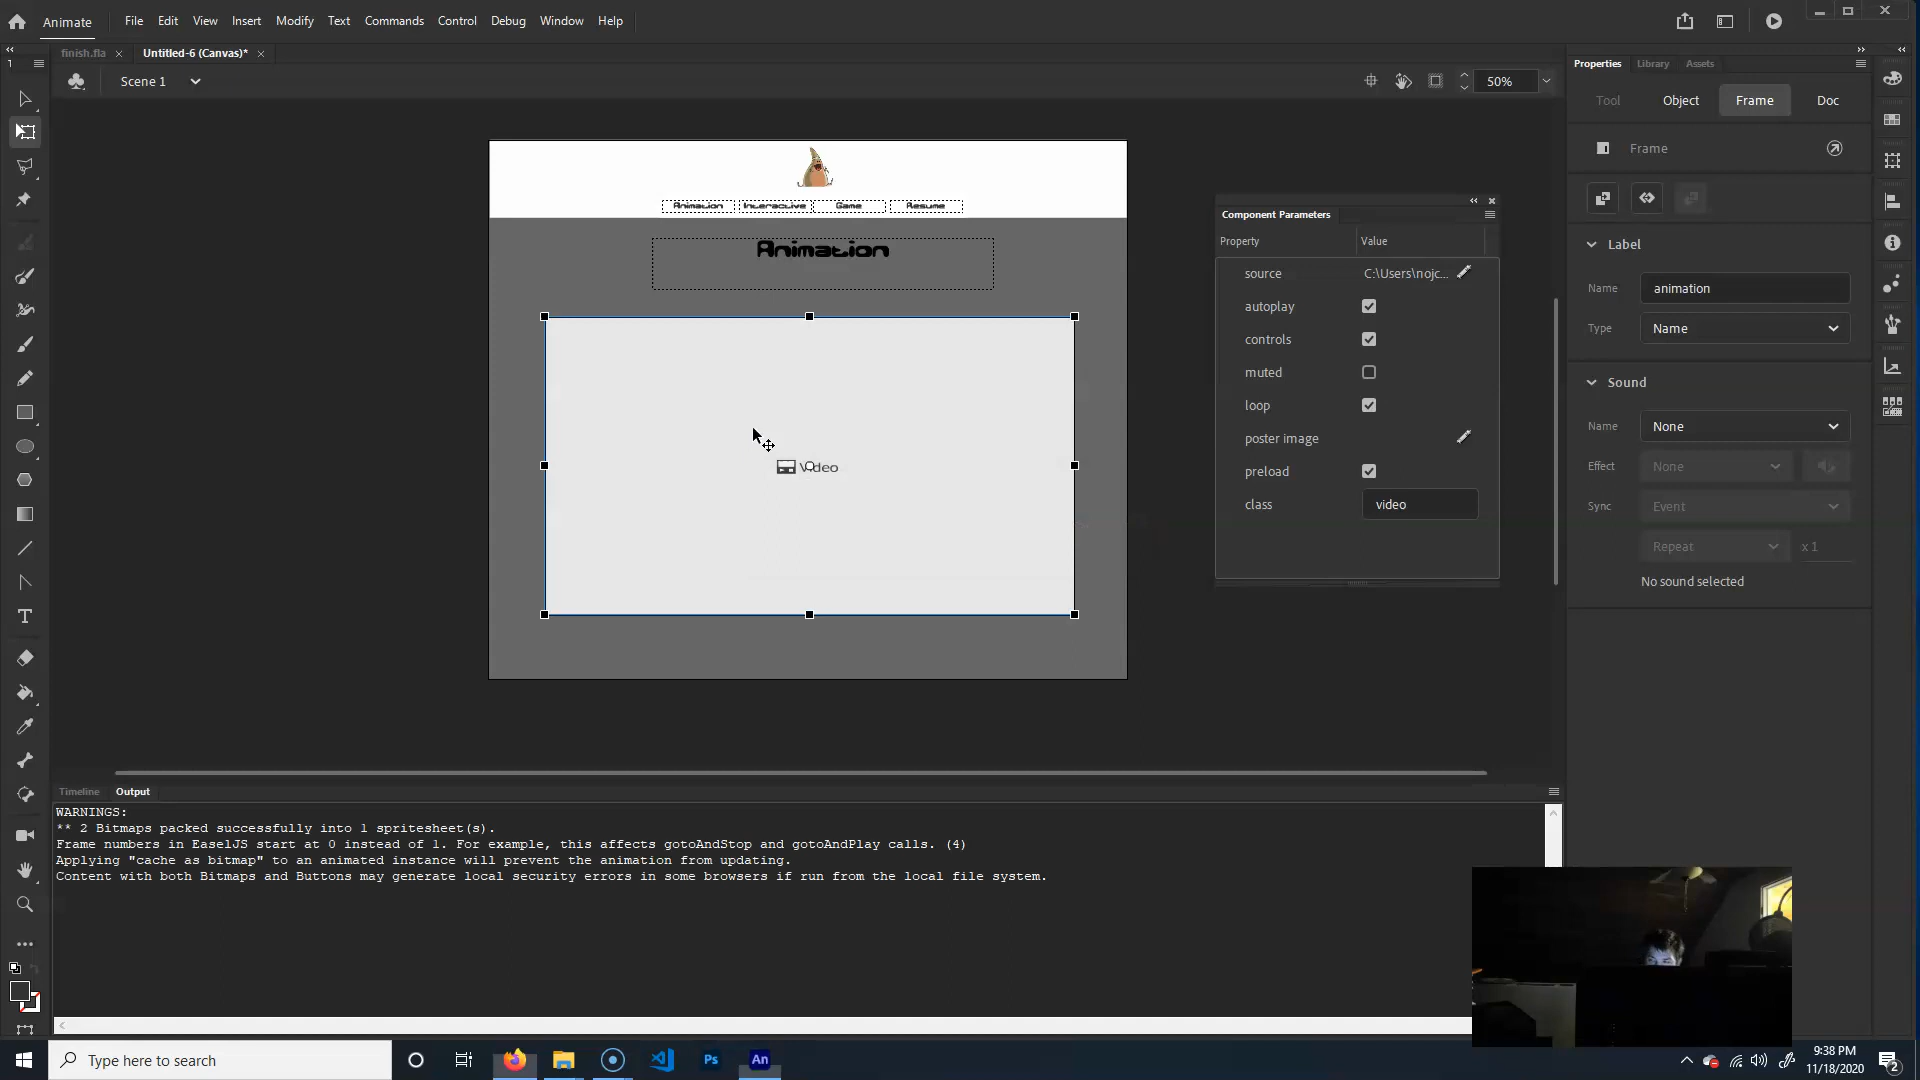 Animate
File Edit View Insert Modify Text Commands Control Debug Window Help
finish.fla
Untitled-6 (Canvas)*
Scene 1
50%
Properties Library Assets
Tool Object Frame Doc
Frame
Label
Name animation
Type Name
Sound
Name None
Effect None
Sync Event
Repeat x 1
No sound selected
Animation Interactive Game Resume
Animation
Video
Component Parameters
Property Value
source C:\Users\nojc...
autoplay
controls
muted
loop
poster image
preload
class video
Timeline Output
WARNINGS:
** 2 Bitmaps packed successfully into 1 spritesheet(s).
Frame numbers in EaselJS start at 0 instead of 1. For example, this affects gotoAndStop and gotoAndPlay calls. (4)
Applying "cache as bitmap" to an animated instance will prevent the animation from updating.
Content with both Bitmaps and Buttons may generate local security errors in some browsers if run from the local file system.
Type here to search
Ps
An
9:38 PM
11/18/2020
2